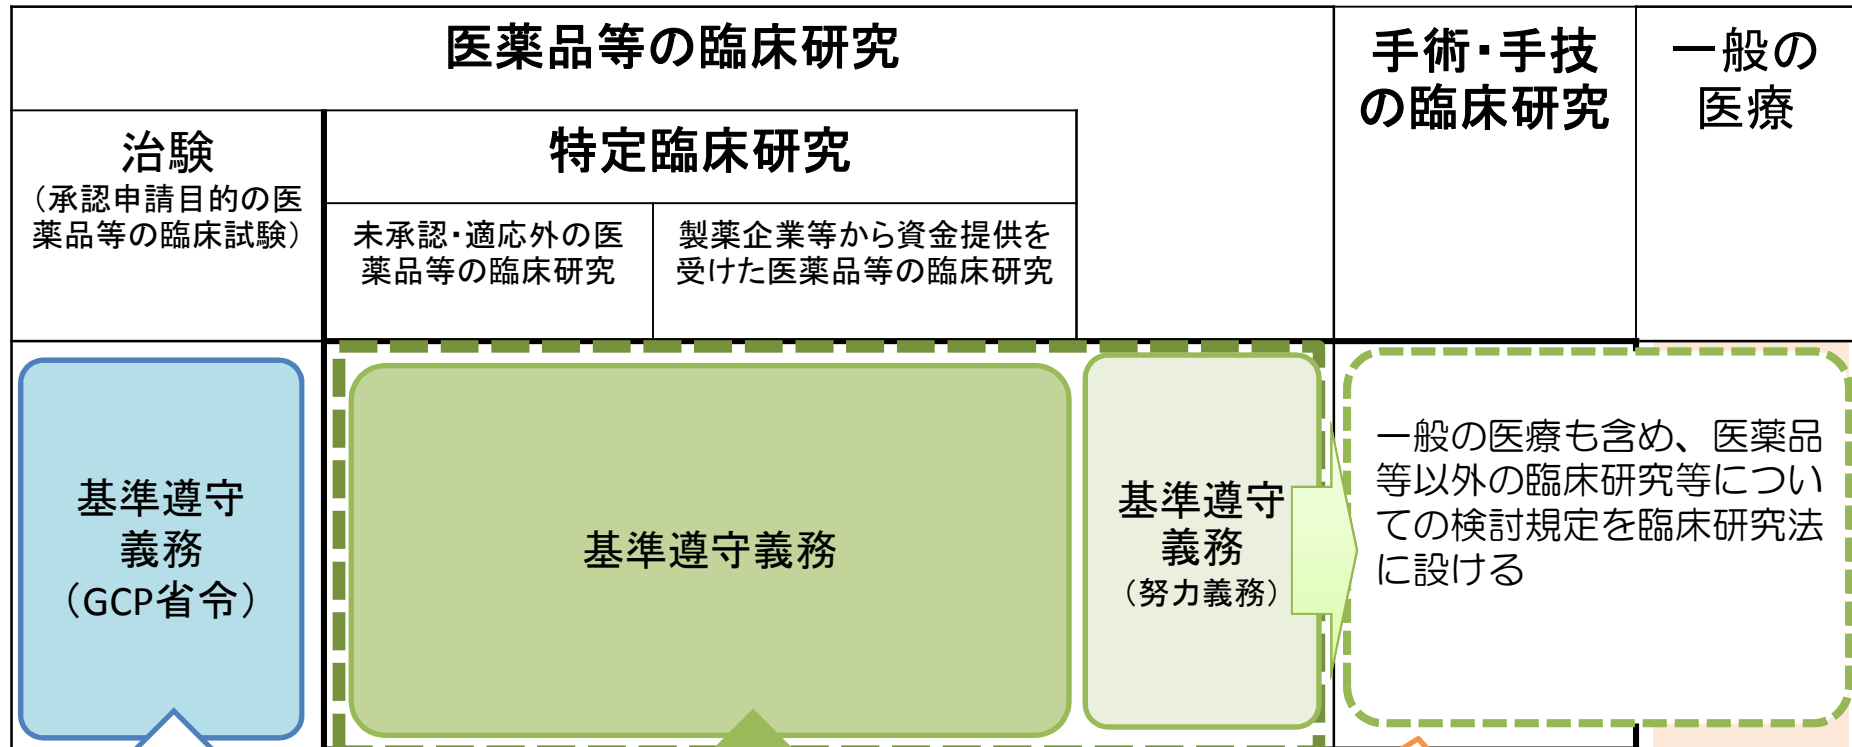 医薬品等の臨床研究
手術・手技
の臨床研究
一般の
医療
治験
（承認申請目的の医
薬品等の臨床試験）
特定臨床研究
未承認・適応外の医
薬品等の臨床研究
製薬企業等から資金提供を
受けた医薬品等の臨床研究
基準遵守
義務
（GCP省令）
基準遵守義務
基準遵守
義務
（努力義務）
一般の医療も含め、医薬品
等以外の臨床研究等につい
ての検討規定を臨床研究法
に設ける